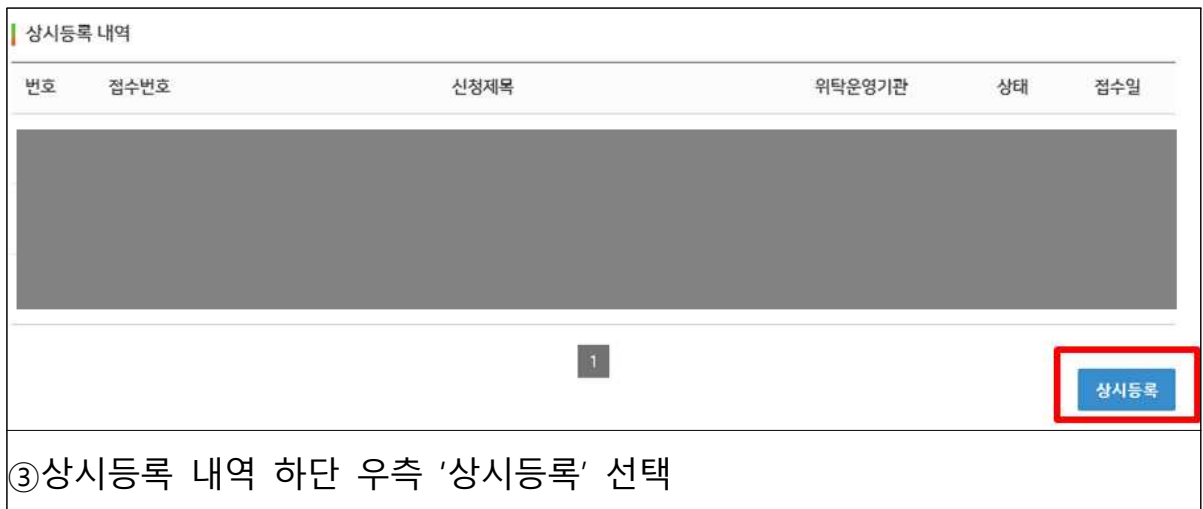 상시등록 내역
번호 접수번호 신청제목 위탁운영기관 상태 접수일
1
상시등록
③상시등록 내역 하단 우측 '상시등록' 선택